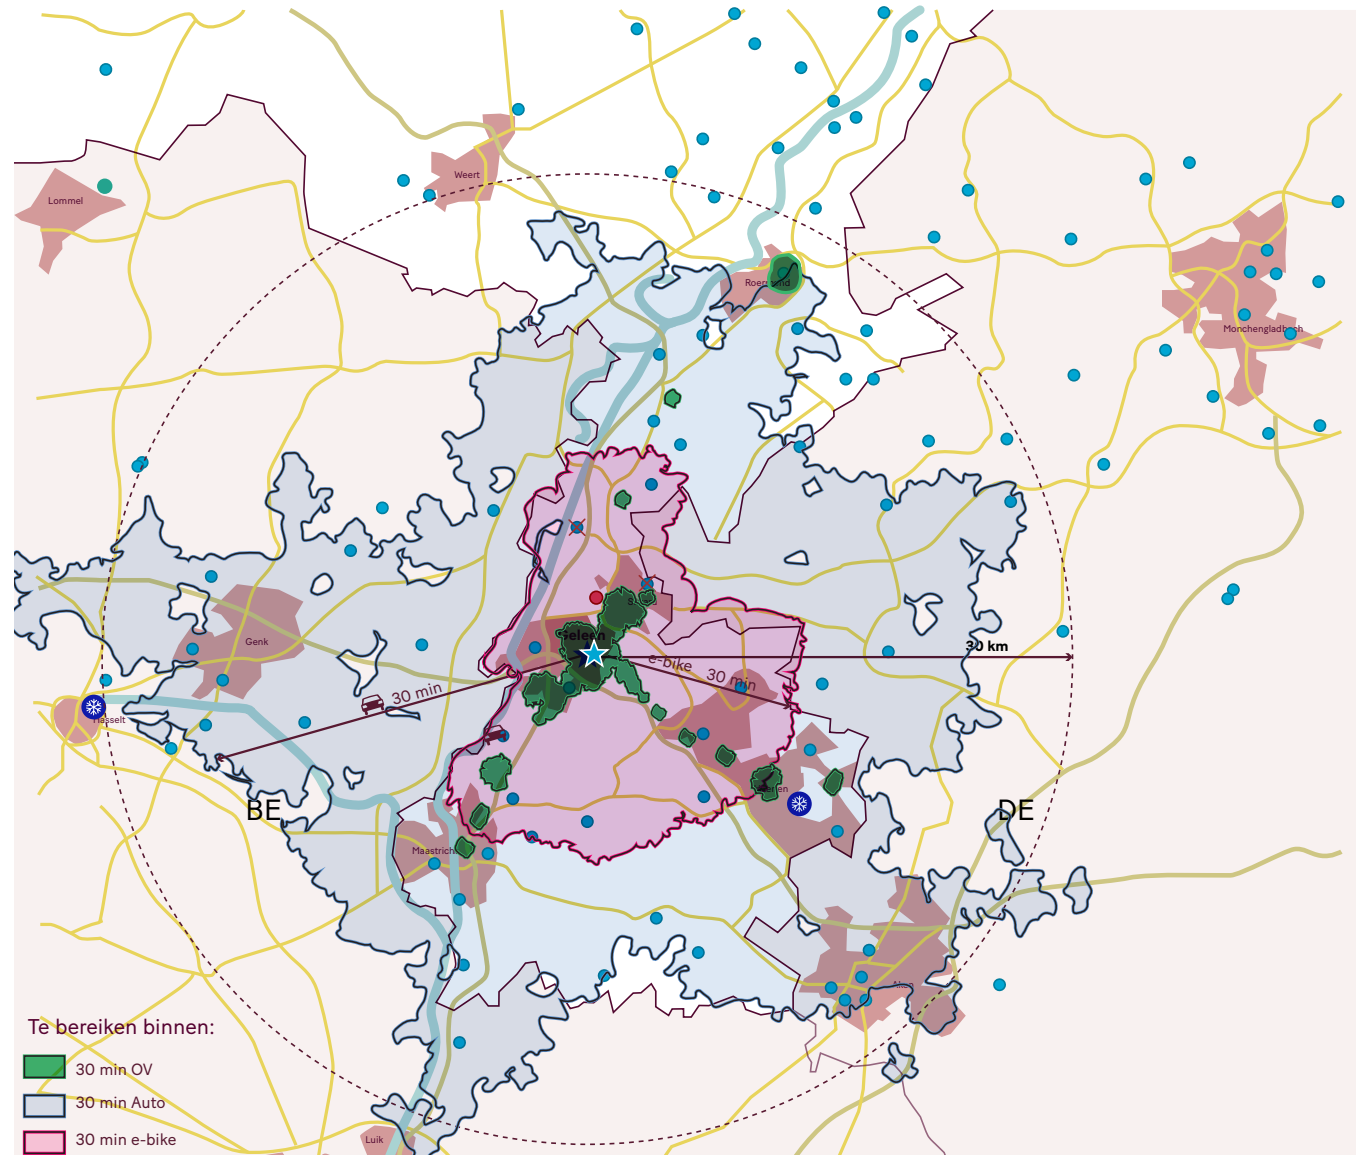 Weert
Lommel
Roermond
Monchengladbach
Geleen
Genk
e-bike
30 min
30 km
30 min
Hasselt
BE
DE
Heerlen
Maastricht
Aken
Te bereiken binnen:
30 min OV
30 min Auto
30 min e-bike
Luik